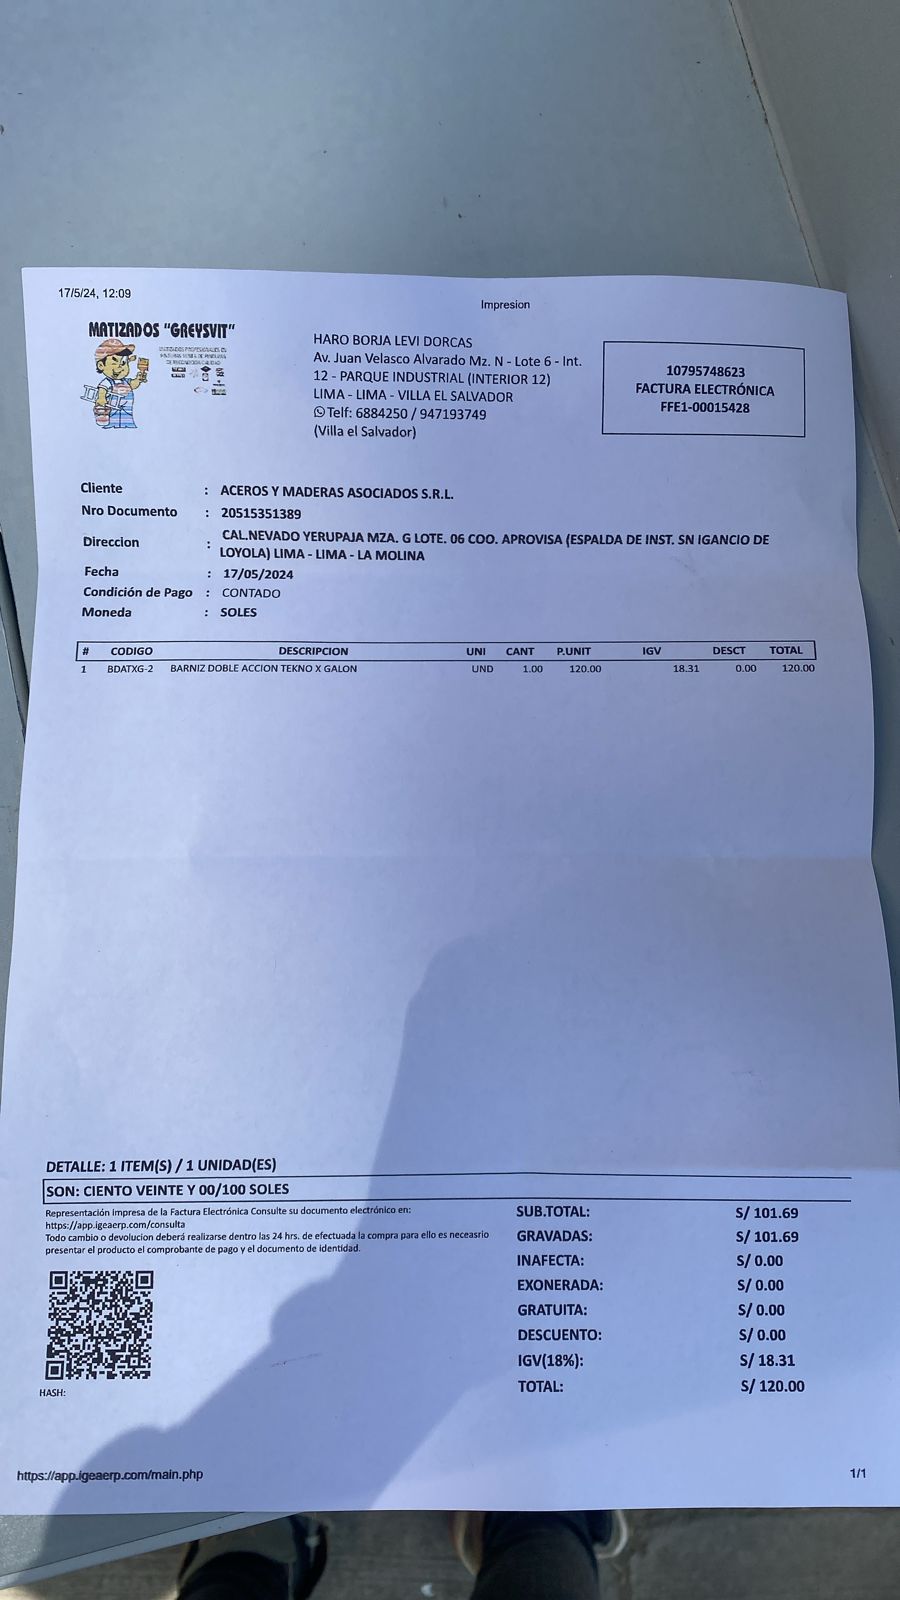 17/5/24, 12:09
Impresion
MATIZADOS "GREYSVIT"
HARO BORJA LEVI DORCAS
Av. Juan Velasco Alvarado Mz. N - Lote 6 - Int.
12 - PARQUE INDUSTRIAL (INTERIOR 12)
LIMA - LIMA - VILLA EL SALVADOR
Telf: 6884250 / 947193749
(Villa el Salvador)
10795748623
FACTURA ELECTRÓNICA
FFE1-00015428
Cliente : ACEROS Y MADERAS ASOCIADOS S.R.L.
Nro Documento : 20515351389
Direccion : CAL.NEVADO YERUPAJA MZA. G LOTE. 06 COO. APROVISA (ESPALDA DE INST. SN IGANCIO DE
LOYOLA) LIMA - LIMA - LA MOLINA
Fecha : 17/05/2024
Condición de Pago : CONTADO
Moneda : SOLES
# CODIGO DESCRIPCION UNI CANT P.UNIT IGV DESCT TOTAL
1 BDATXG-2 BARNIZ DOBLE ACCION TEKNO X GALON UND 1.00 120.00 18.31 0.00 120.00
DETALLE: 1 ITEM(S) / 1 UNIDAD(ES)
SON: CIENTO VEINTE Y 00/100 SOLES
Representación impresa de la Factura Electrónica Consulte su documento electrónico en:
https://app.igeaerp.com/consulta
Todo cambio o devolucion deberá realizarse dentro las 24 hrs. de efectuada la compra para ello es neceasrio
presentar el producto el comprobante de pago y el documento de identidad.
SUB.TOTAL: S/ 101.69
GRAVADAS: S/ 101.69
INAFECTA: S/ 0.00
EXONERADA: S/ 0.00
GRATUITA: S/ 0.00
DESCUENTO: S/ 0.00
IGV(18%): S/ 18.31
TOTAL: S/ 120.00
HASH:
https://app.igeaerp.com/main.php
1/1